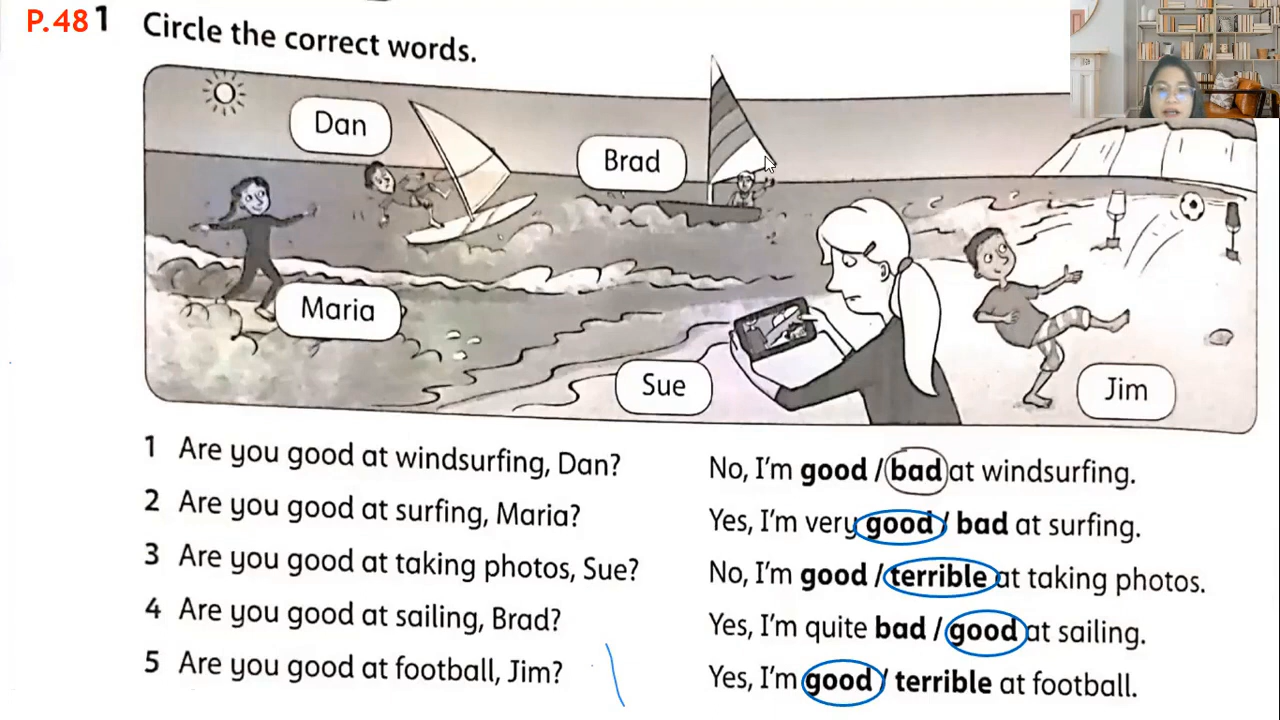 P.48 1 Circle the correct words.
Dan
Brad
Maria
Sue
Jim
1 Are you good at windsurfing, Dan? No, I'm good / bad at windsurfing.
2 Are you good at surfing, Maria? Yes, I'm very good / bad at surfing.
3 Are you good at taking photos, Sue? No, I'm good / terrible at taking photos.
4 Are you good at sailing, Brad? Yes, I'm quite bad / good at sailing.
5 Are you good at football, Jim? Yes, I'm good / terrible at football.